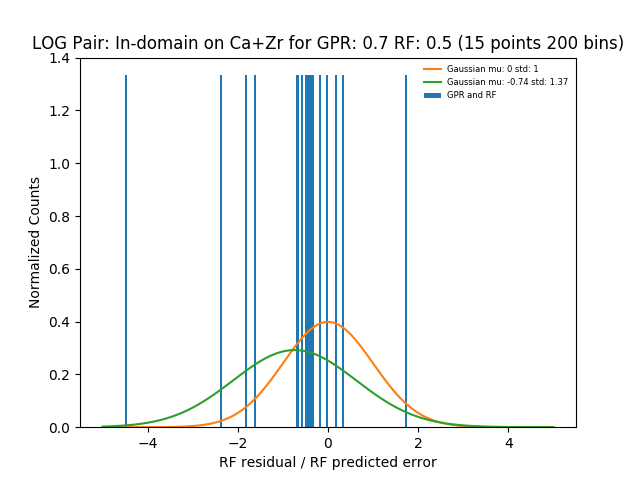 LOG Pair: In-domain on Ca+Zr for GPR: 0.7 RF: 0.5 (15 points 200 bins)
Normalized Counts
1.4
1.2
1.0
0.8
0.6
0.4
0.2
0.0
Gaussian mu: 0 std: 1
Gaussian mu: -0.74 std: 1.37
GPR and RF
−4 −2 0 2 4
RF residual / RF predicted error